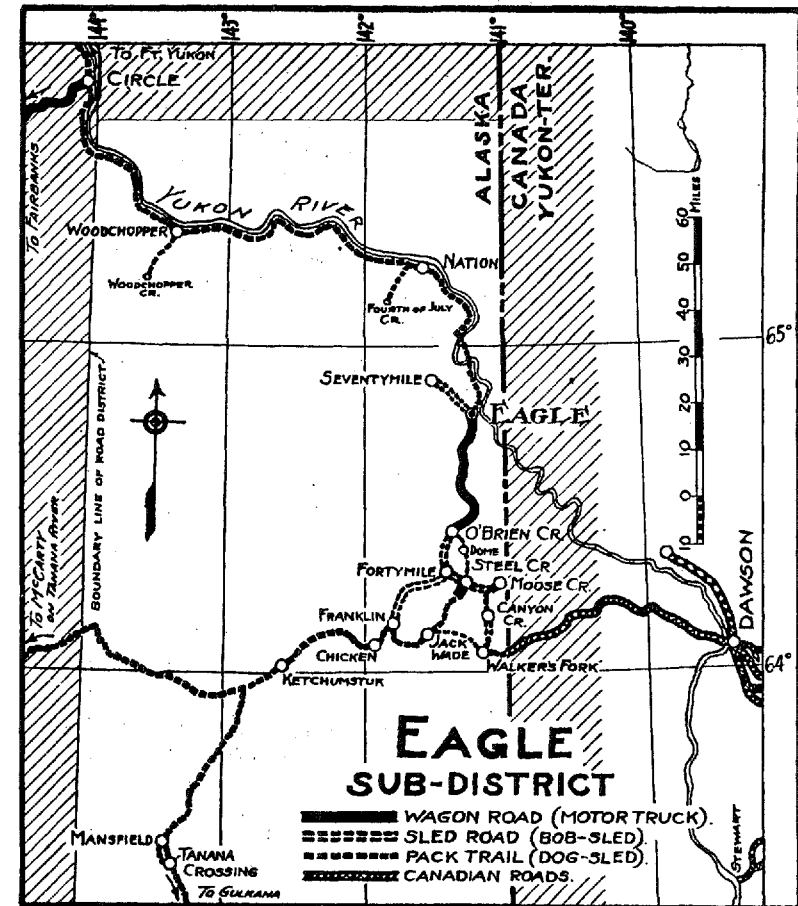 144°
143°
142°
141°
140°
TO FT. YUKON
CIRCLE
TO FAIRBANKS
YUKON RIVER
ALASKA
CANADA
YUKON-TER.
WOODCHOPPER
WOODCHOPPER
CR.
NATION
FOURTH OF JULY
CR.
MILES
60
50
40
30
20
10
0
10
65°
SEVENTYMILE
EAGLE
BOUNDARY LINE OF ROAD DISTRICT.
TO MCCARTY
ON TANANA RIVER
O'BRIEN CR.
DOME
STEEL CR.
FORTYMILE
MOOSE CR.
CANYON
CR.
FRANKLIN
CHICKEN
JACK
WADE
WALKER'S FORK
KETCHUMSTUK
DAWSON
64°
EAGLE
SUB-DISTRICT
WAGON ROAD (MOTOR TRUCK).
SLED ROAD (BOB-SLED).
PACK TRAIL (DOG-SLED).
CANADIAN ROADS.
MANSFIELD
TANANA
CROSSING
TO GULKANA
STEWART